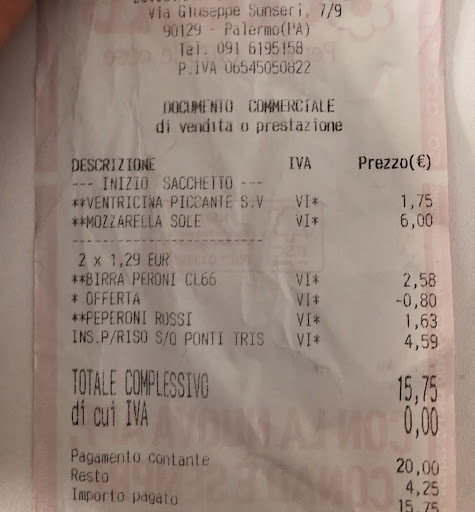 Via Giuseppe Sunseri, 7/9
90129 - Palermo(PA)
Tel. 091 6195158
P.IVA 06545050822
DOCUMENTO COMMERCIALE
di vendita o prestazione
DESCRIZIONE IVA Prezzo(€)
--- INIZIO SACCHETTO ---
**VENTRICINA PICCANTE S.V VI* 1,75
**MOZZARELLA SOLE VI* 6,00
------------------------
2 x 1,29 EUR
**BIRRA PERONI CL66 VI* 2,58
* OFFERTA VI* -0,80
**PEPERONI ROSSI VI* 1,63
INS.P/RISO S/O PONTI TRIS VI* 4,59
TOTALE COMPLESSIVO 15,75
di cui IVA 0,00
Pagamento contante 20,00
Resto 4,25
Importo pagato 15,75